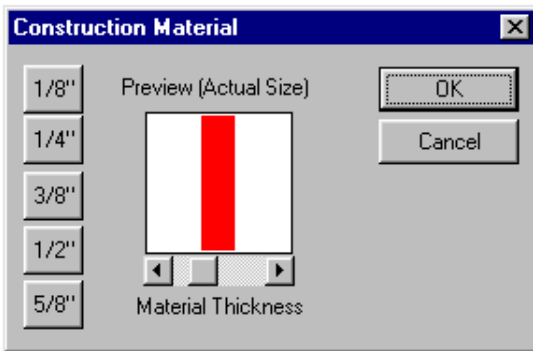 Construction Material
1/8"
1/4"
3/8"
1/2"
5/8"
Preview (Actual Size)
Material Thickness
OK
Cancel